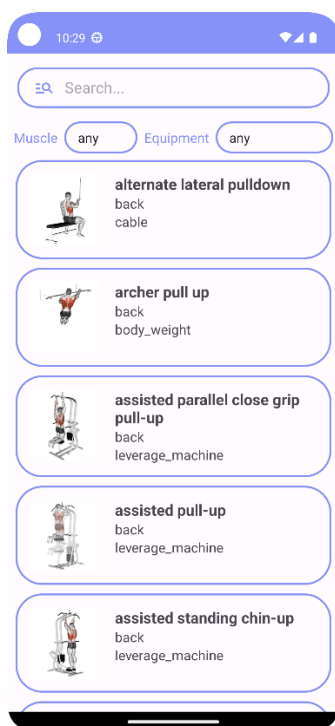 10:29
Search...
Muscle any Equipment any
alternate lateral pulldown
back
cable
archer pull up
back
body_weight
assisted parallel close grip
pull-up
back
leverage_machine
assisted pull-up
back
leverage_machine
assisted standing chin-up
back
leverage_machine